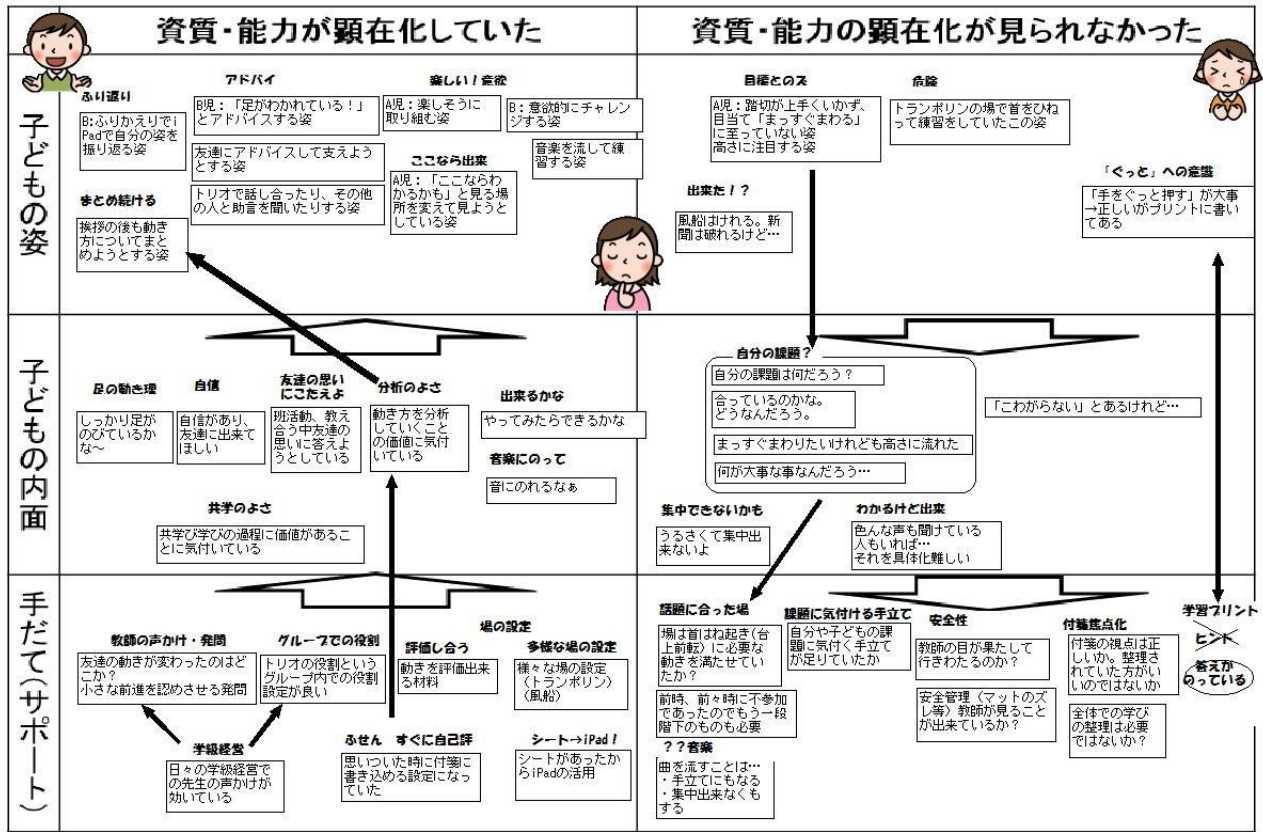 資質・能力が顕在化していた
資質・能力の顕在化が見られなかった
子どもの姿
ふり返り
B:ふりかえりでi
Padで自分の姿を
振り返る姿
アドバイ
B児:「足がわかれている!」
とアドバイスする姿
友達にアドバイスして支えよう
とする姿
トリオで話し合ったり、その他
の人と助言を聞いたりする姿
楽しい!意欲
A児:楽しそうに
取り組む姿
B:意欲的にチャレン
ジする姿
音楽を流して練
習する姿
ここなら出来
A児:「ここならわ
かるかも」と見る場
所を変えて見ようと
している姿
まとめ続ける
挨拶の後も動き
方についてまと
めようとする姿
目標とのズ
A児:踏切が上手くいかず、
目当て「まっすぐまわる」
に至っていない姿
高さに注目する姿
危険
トランポリンの場で首をひね
って練習をしていたこの姿
出来た!?
風船はけれる。新
聞は破れるけど…
「ぐっと」への意識
「手をぐっと押す」が大事
→正しいがプリントに書い
てある
子どもの内面
足の動き理
しっかり足が
のびているか
な~
自信
自信があり、
友達に出来て
ほしい
友達の思い
にこたえよ
班活動、教え
合う中友達の
思いに答えよ
うとしている
分析のよさ
動き方を分析
していくこと
の価値に気付
いている
出来るかな
やってみたらできるかな
音楽にのって
音にのれるなぁ
共学のよさ
共学び学びの過程に価値があるこ
とに気付いている
自分の課題?
自分の課題は何だろう?
合っているのかな。
どうなんだろう。
まっすぐまわりたいけれども高さに流れた
何が大事な事なんだろう…
「こわがらない」とあるけれど…
集中できないかも
うるさくて集中出
来ないよ
わかるけど出来
色んな声も聞けている
人もいれば…
それを具体化難しい
手だて(サポート)
教師の声かけ・発問
友達の動きが変わったのはど
こか?
小さな前進を認めさせる発問
グループでの役割
トリオの役割という
グループ内での役割
設定が良い
場の設定
評価し合う
動きを評価出来
る材料
多様な場の設定
様々な場の設定
(トランポリン)
(風船)
学級経営
日々の学級経営で
の先生の声かけが
効いている
ふせん すぐに自己評
思いついた時に付箋に
書き込める設定になっ
ていた
シート→iPad!
シートがあったか
らiPadの活用
話題に合った場
場は首はね起き(台
上前転)に必要な
動きを満たせてい
たか?
前時、前々時に不参加
であったのでもう一段
階下のものも必要
??音楽
曲を流すことは…
・手立てにもなる
・集中出来なくも
する
課題に気付ける手立て
自分や子どもの課
題に気付く手立て
が足りていたか
安全性
教師の目が果たして
行きわたるのか?
安全管理(マットのズ
レ等)教師が見ること
が出来ているか?
付箋焦点化
付箋の視点は正
しいか。整理さ
れていた方がい
いのではないか
全体での学び
の整理は必要
ではないか?
学習プリント
ヒント
答えが
のっている